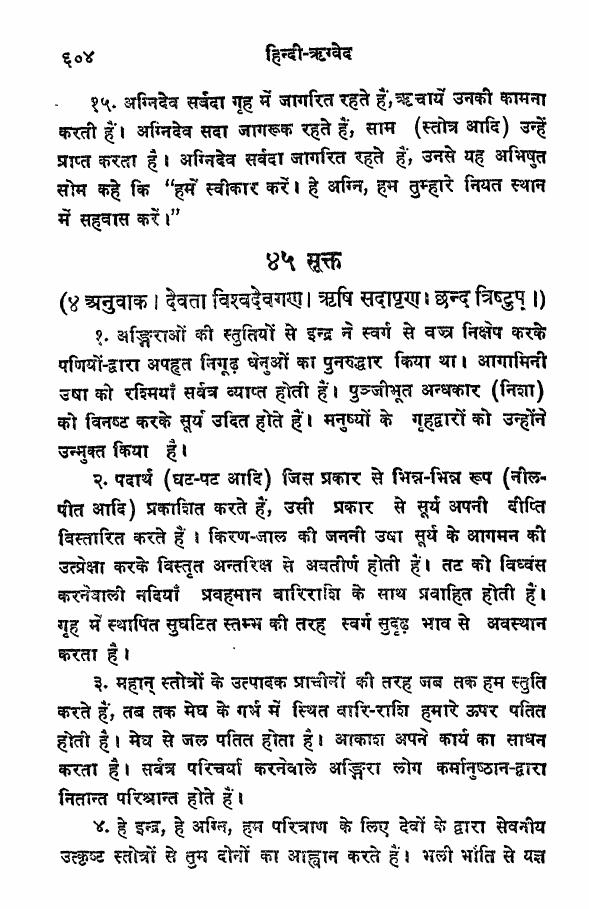 ६०४ हिन्दी-ऋग्वेद
१५. अग्निदेव सर्वदा गृह में जागरित रहते हैं, ऋचायें उनकी कामना
करती हैं। अग्निदेव सदा जागरूक रहते हैं, साम (स्तोत्र आदि) उन्हें
प्राप्त करता है। अग्निदेव सर्वदा जागरित रहते हैं, उनसे यह अभिषुत
सोम कहे कि "हमें स्वीकार करें। हे अग्नि, हम तुम्हारे नियत स्थान
में सहवास करें।"
४५ सूक्त
(४ अनुवाक। देवता विश्वदेवगण। ऋषि सदापृण। छन्द त्रिष्टुप्।)
१. अङ्गिराओं की स्तुतियों से इन्द्र ने स्वर्ग से वज्र निक्षेप करके
पणियों-द्वारा अपहृत निगूढ़ धेनुओं का पुनरुद्धार किया था। आगामिनी
उषा को रश्मियाँ सर्वत्र व्याप्त होती हैं। पुञ्जीभूत अन्धकार (निशा)
को विनष्ट करके सूर्य उदित होते हैं। मनुष्यों के गृहद्वारों को उन्होंने
उन्मुक्त किया है।
२. पदार्थ (घट-पट आदि) जिस प्रकार से भिन्न-भिन्न रूप (नील-
पीत आदि) प्रकाशित करते हैं, उसी प्रकार से सूर्य अपनी दीप्ति
विस्तारित करते हैं। किरण-जाल की जननी उषा सूर्य के आगमन की
उत्प्रेक्षा करके विस्तृत अन्तरिक्ष से अवतीर्ण होती हैं। तट को विध्वंस
करनेवाली नदियाँ प्रवहमान वारिराशि के साथ प्रवाहित होती हैं।
गृह में स्थापित सुघटित स्तम्भ की तरह स्वर्ग सुदृढ़ भाव से अवस्थान
करता है।
३. महान् स्तोत्रों के उत्पादक प्राचीनों की तरह जब तक हम स्तुति
करते हैं, तब तक मेघ के गर्भ में स्थित वारि-राशि हमारे ऊपर पतित
होती है। मेघ से जल पतित होता है। आकाश अपने कार्य का साधन
करता है। सर्वत्र परिचर्या करनेवाले अङ्गिरा लोग कर्मानुष्ठान-द्वारा
नितान्त परिश्रान्त होते हैं।
४. हे इन्द्र, हे अग्नि, हम परित्राण के लिए देवों के द्वारा सेवनीय
उत्कृष्ट स्तोत्रों से तुम दोनों का आह्वान करते हैं। भली भाँति से यज्ञ